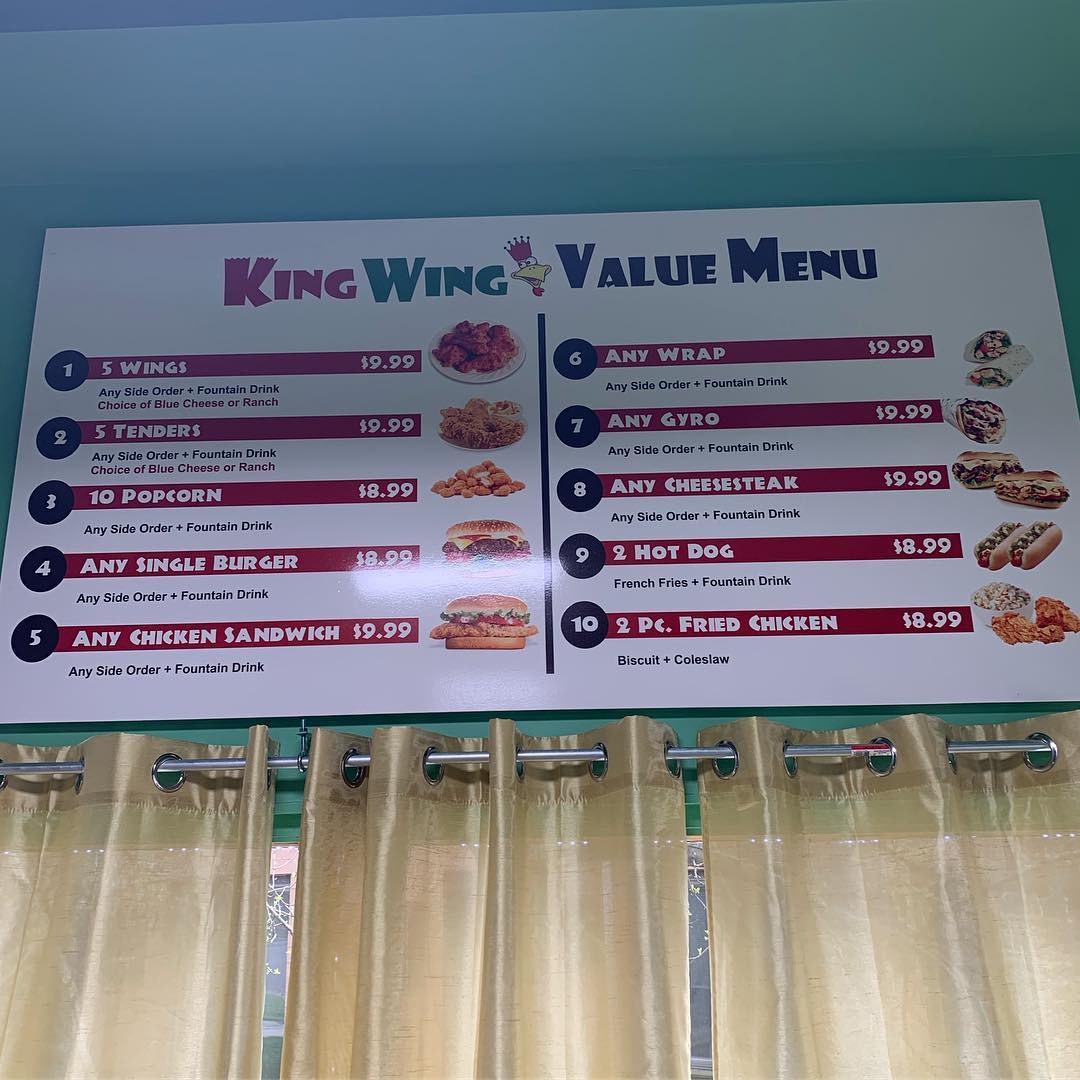 King Wing Value Menu
1 5 Wings $9.99
Any Side Order + Fountain Drink
Choice of Blue Cheese or Ranch
2 5 Tenders $9.99
Any Side Order + Fountain Drink
Choice of Blue Cheese or Ranch
3 10 Popcorn $8.99
Any Side Order + Fountain Drink
4 Any Single Burger $8.99
Any Side Order + Fountain Drink
5 Any Chicken Sandwich $9.99
Any Side Order + Fountain Drink
6 Any Wrap $9.99
Any Side Order + Fountain Drink
7 Any Gyro $9.99
Any Side Order + Fountain Drink
8 Any Cheesesteak $9.99
Any Side Order + Fountain Drink
9 2 Hot Dog $8.99
French Fries + Fountain Drink
10 2 Pc. Fried Chicken $8.99
Biscuit + Coleslaw